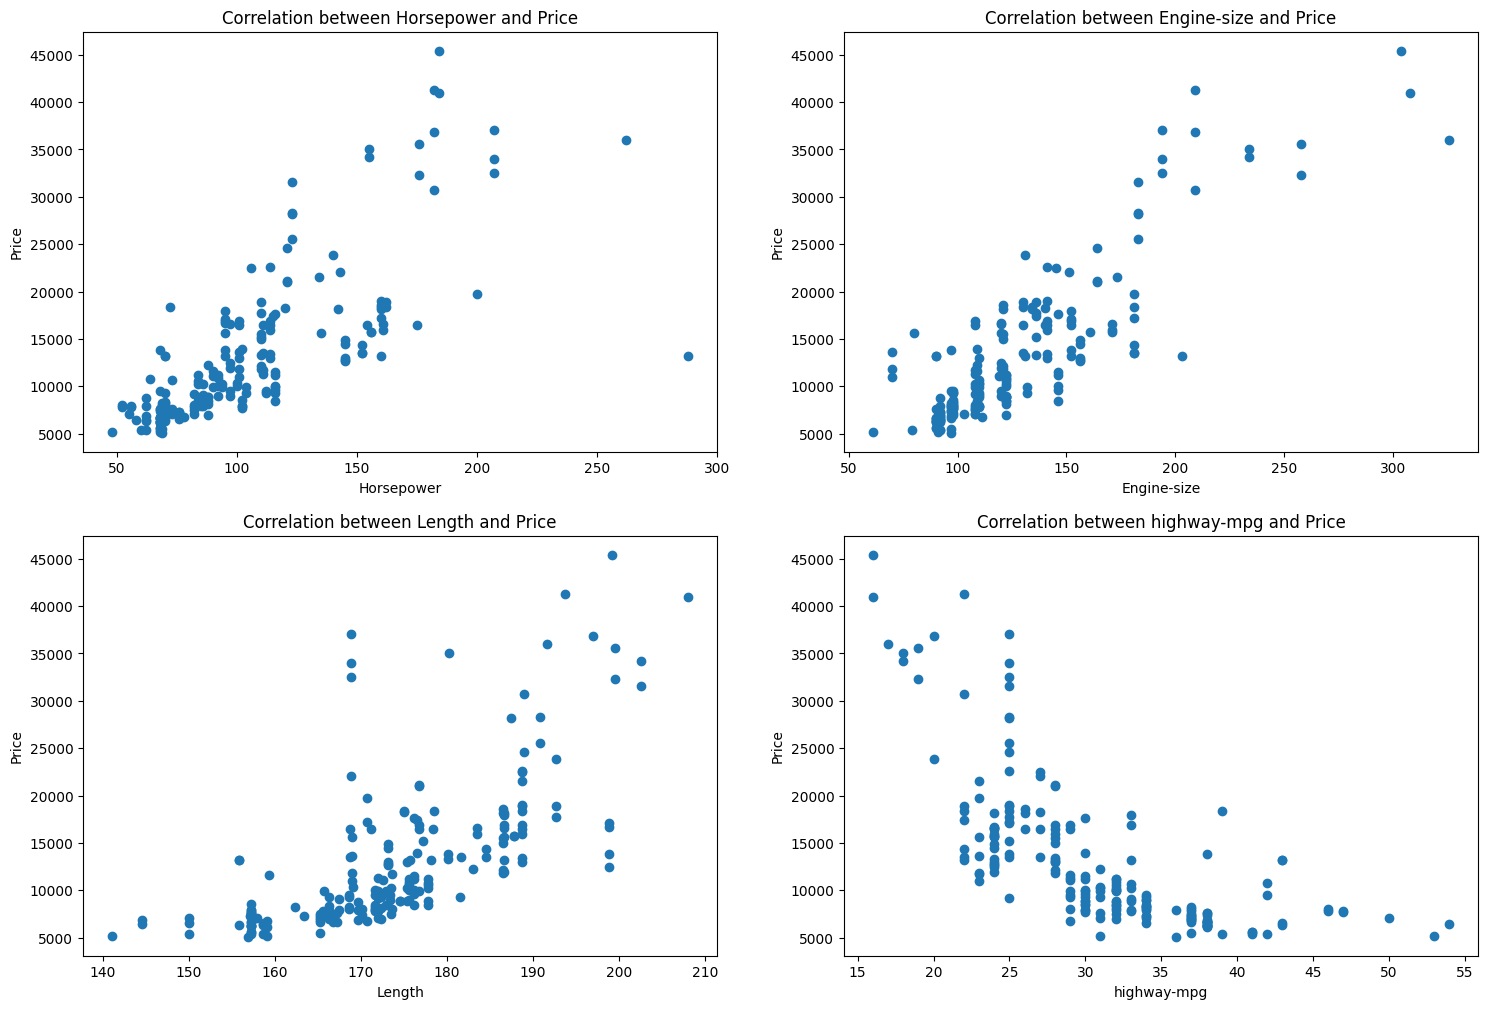 Correlation between Horsepower and Price
45000
40000
35000
30000
25000
20000
15000
10000
5000
Price
50 100 150 200 250 300
Horsepower
Correlation between Engine-size and Price
45000
40000
35000
30000
25000
20000
15000
10000
5000
Price
50 100 150 200 250 300
Engine-size
Correlation between Length and Price
45000
40000
35000
30000
25000
20000
15000
10000
5000
Price
140 150 160 170 180 190 200 210
Length
Correlation between highway-mpg and Price
45000
40000
35000
30000
25000
20000
15000
10000
5000
Price
15 20 25 30 35 40 45 50 55
highway-mpg